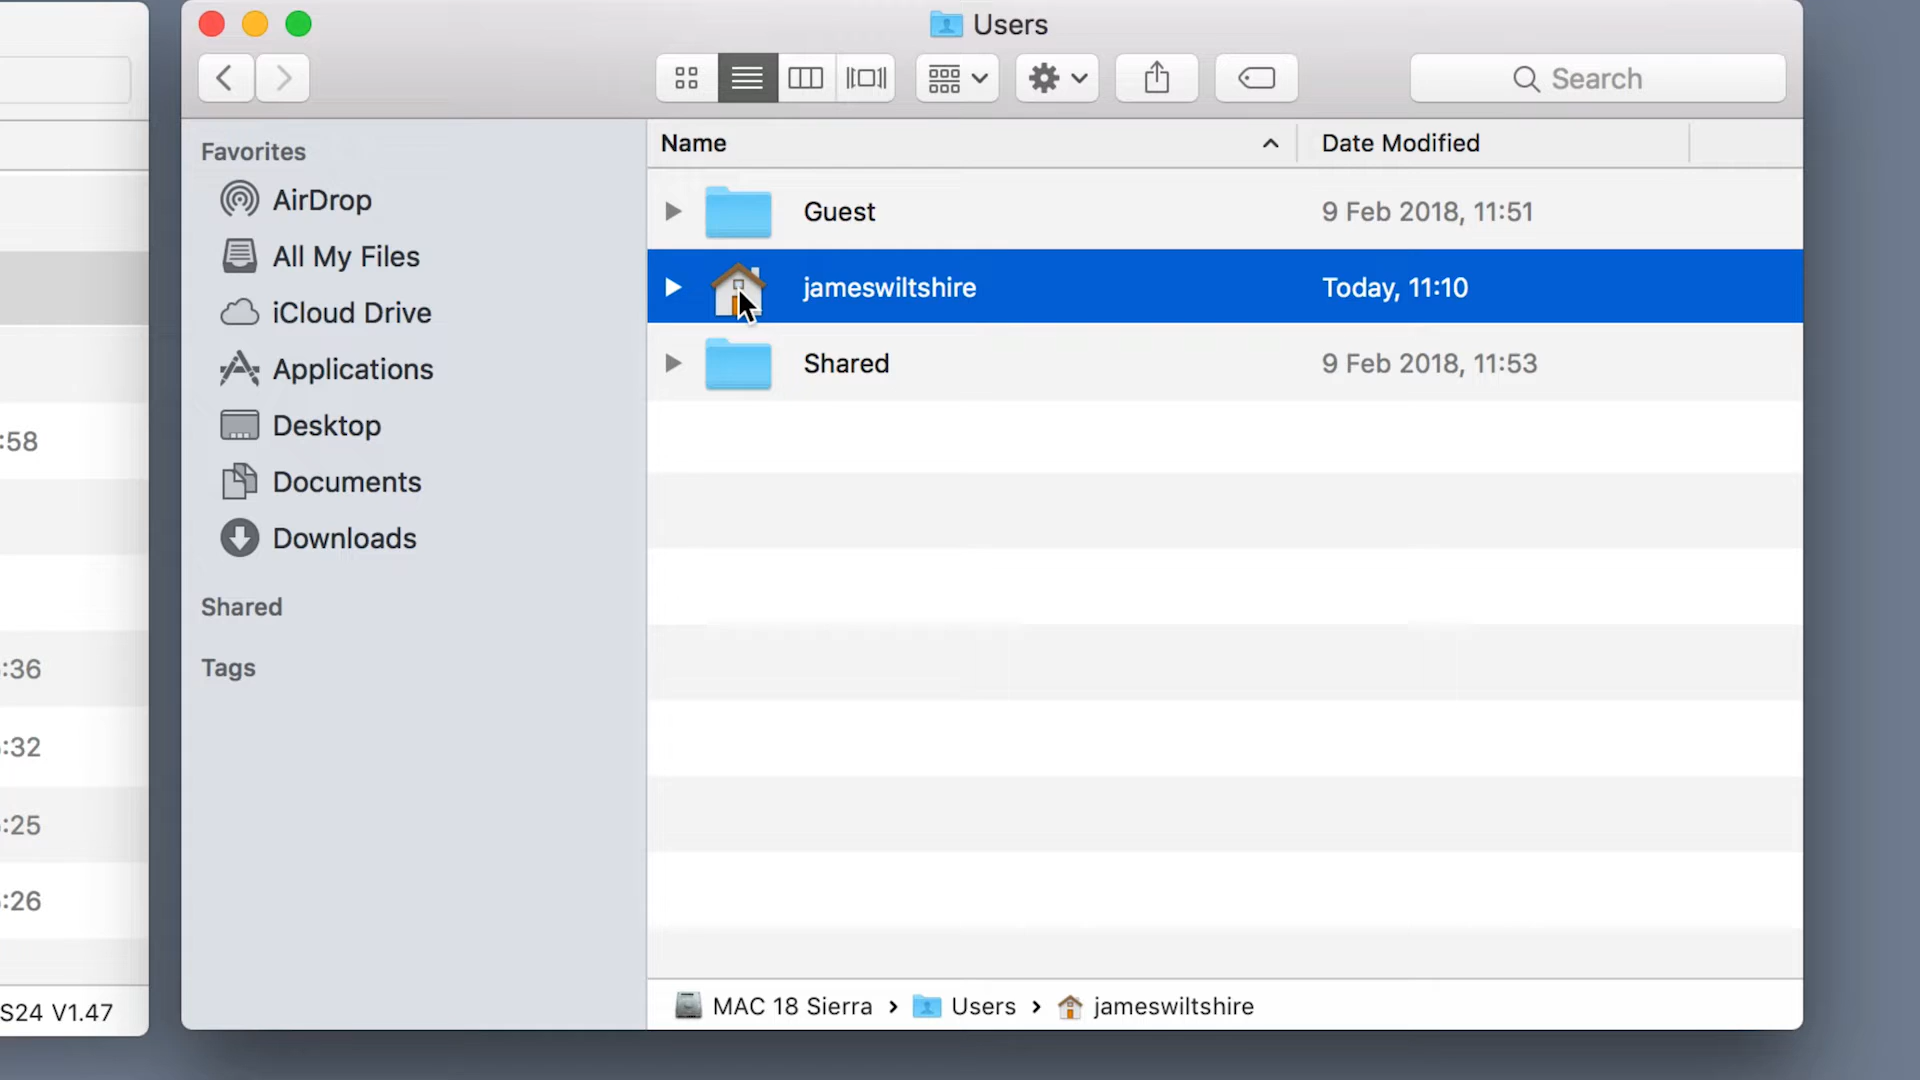 Users
Search
Favorites
AirDrop
All My Files
iCloud Drive
Applications
Desktop
Documents
Downloads
Shared
Tags
Name
Date Modified
Guest
9 Feb 2018, 11:51
jameswiltshire
Today, 11:10
Shared
9 Feb 2018, 11:53
MAC 18 Sierra › Users › jameswiltshire
:58
:36
:32
:25
:26
S24 V1.47